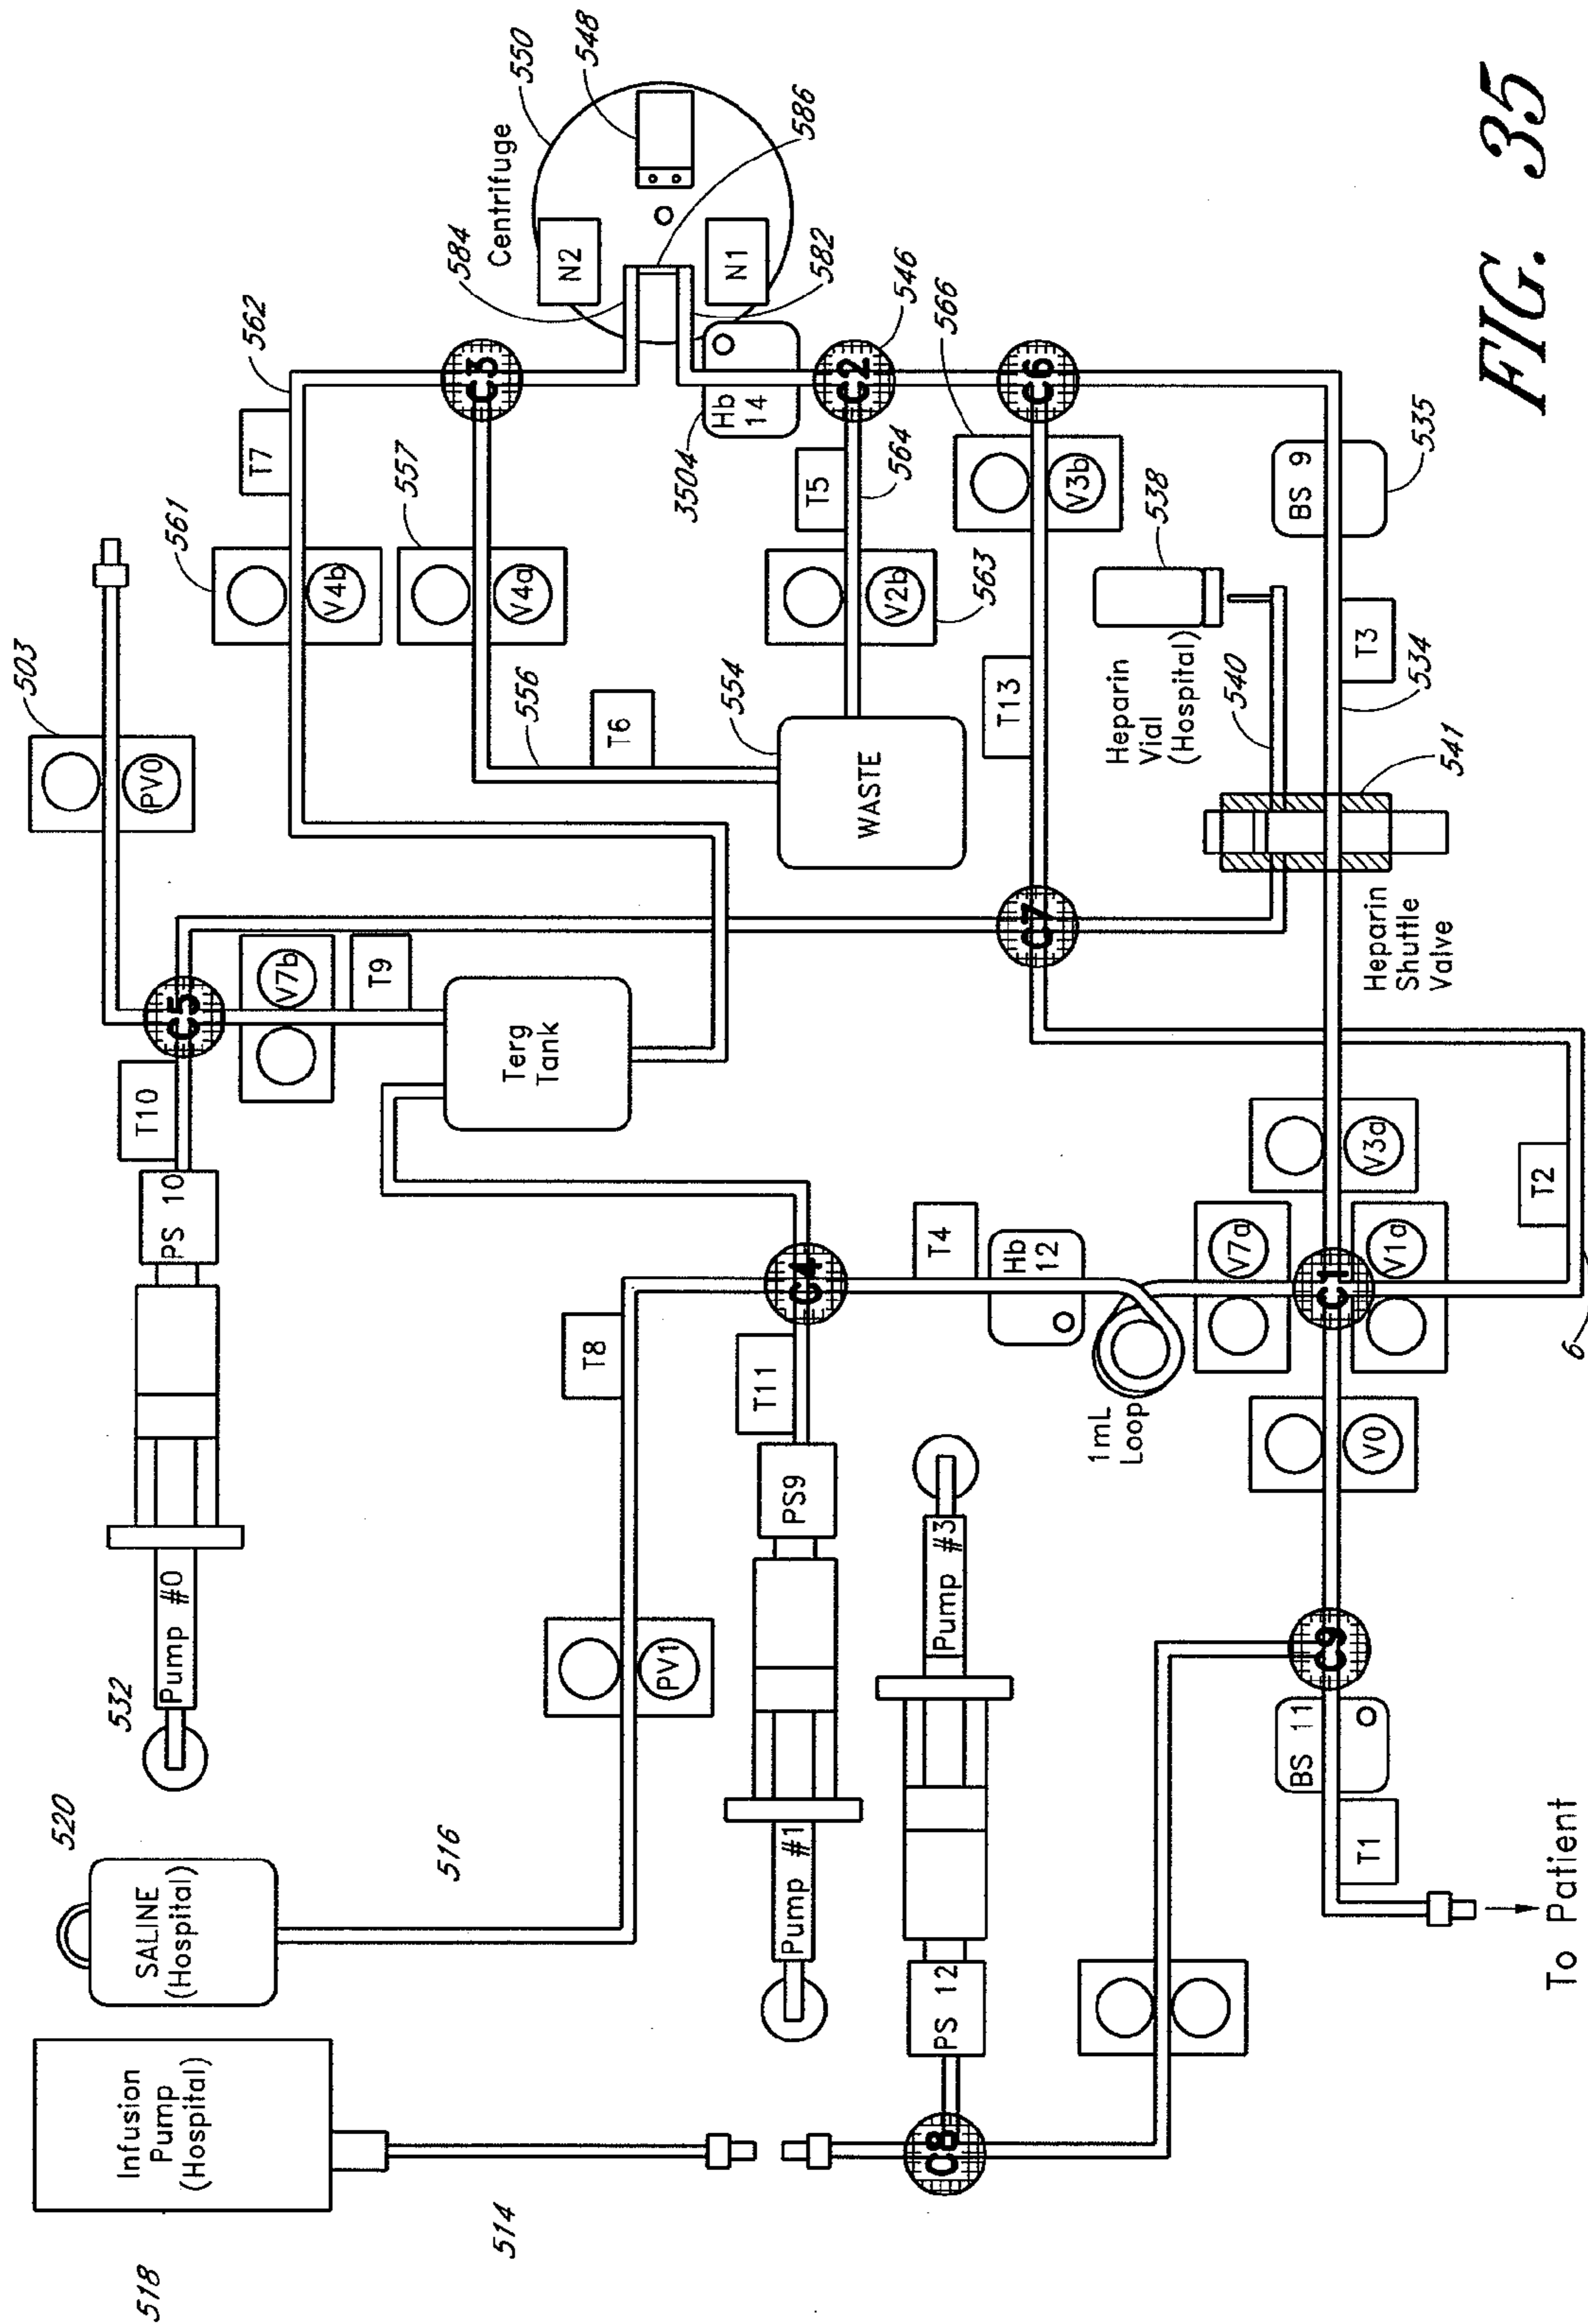 518
Infusion
Pump
(Hospital)
514
520
SALINE
(Hospital)
516
532
Pump #0
PS 10
T10
C5
V7b
T9
PV0
503
Terg
Tank
561
V4b
T7
562
557
V4a
556
T6
554
WASTE
C3
584
Centrifuge
N2
N1
550
548
586
582
Hb
14
3504
C2
546
T5
564
V2b
563
C6
566
V3b
T13
C7
538
Heparin
Vial
(Hospital)
540
BS 9
535
T3
534
541
Heparin
Shuttle
Valve
PV1
T8
C4
T11
PS9
Pump #1
Pump #3
PS 12
C8
T4
Hb
12
1mL
Loop
V7a
V3a
C1
V1a
T2
6
V0
C9
BS 11
T1
To Patient
FIG. 35